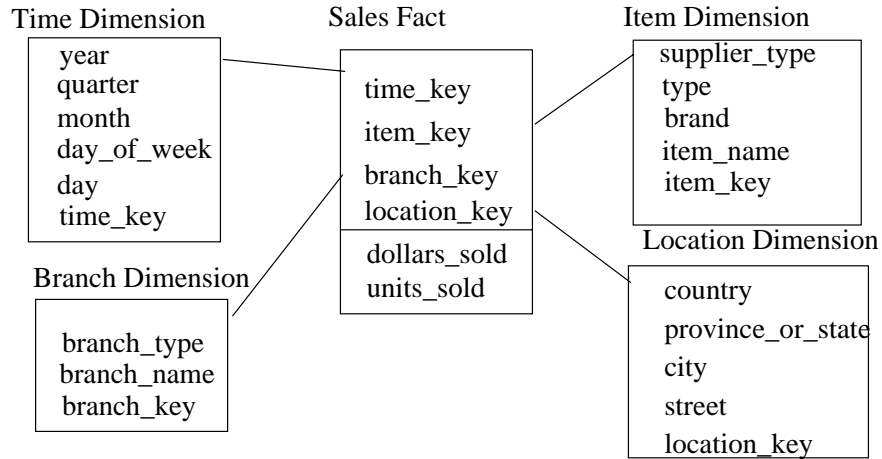 Time Dimension
year
quarter
month
day_of_week
day
time_key
Sales Fact
time_key
item_key
branch_key
location_key
dollars_sold
units_sold
Item Dimension
supplier_type
type
brand
item_name
item_key
Branch Dimension
branch_type
branch_name
branch_key
Location Dimension
country
province_or_state
city
street
location_key